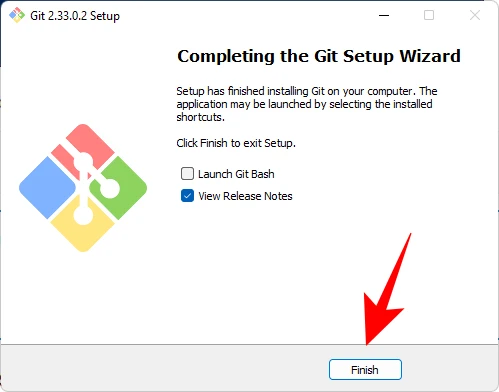 Git 2.33.0.2 Setup
Completing the Git Setup Wizard
Setup has finished installing Git on your computer. The
application may be launched by selecting the installed
shortcuts.
Click Finish to exit Setup.
Launch Git Bash
View Release Notes
Finish